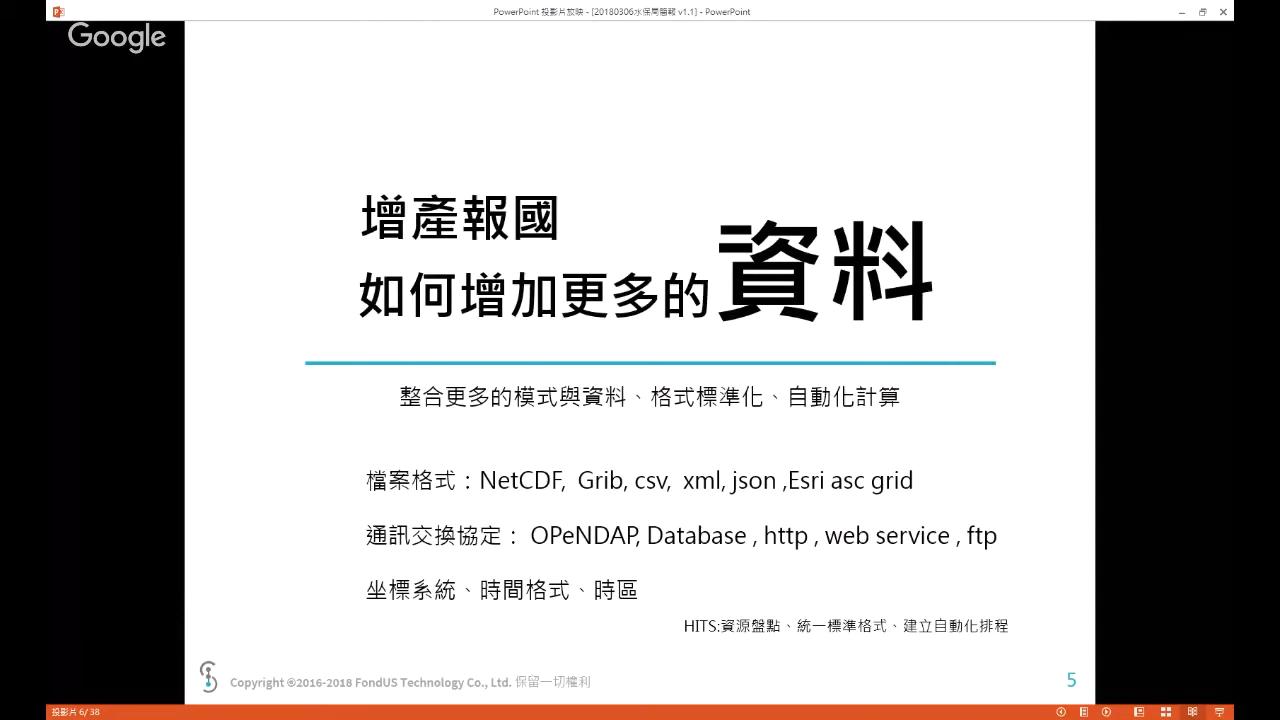 PowerPoint 投影片放映 - [20180306水保局簡報 v1.1] - PowerPoint
Google
增產報國
如何增加更多的資料
整合更多的模式與資料、格式標準化、自動化計算
檔案格式：NetCDF, Grib, csv, xml, json ,Esri asc grid
通訊交換協定： OPeNDAP, Database , http , web service , ftp
坐標系統、時間格式、時區
HITS:資源盤點、統一標準格式、建立自動化排程
Copyright ©2016-2018 FondUS Technology Co., Ltd. 保留一切權利
5
投影片 6/ 38